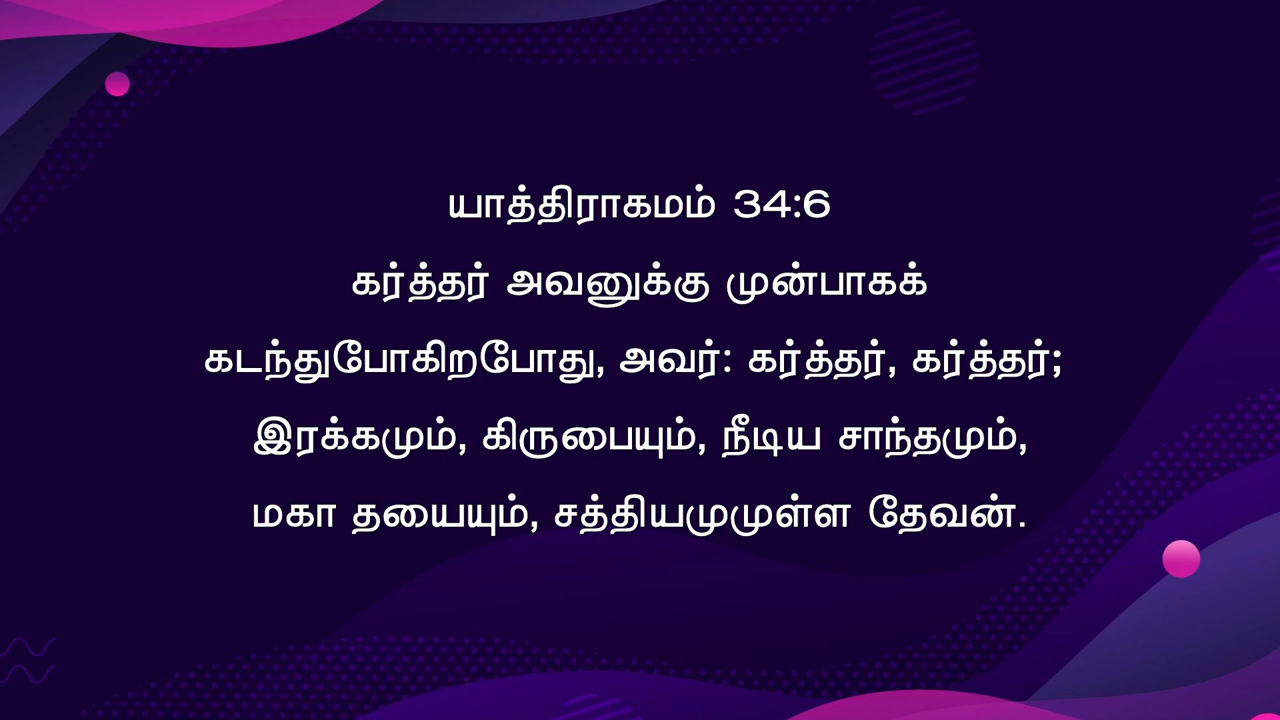 யாத்திராகமம் 34:6
கர்த்தர் அவனுக்கு முன்பாகக்
கடந்துபோகிறபோது, அவர்: கர்த்தர், கர்த்தர்;
இரக்கமும், கிருபையும், நீடிய சாந்தமும்,
மகா தயையும், சத்தியமுமுள்ள தேவன்.